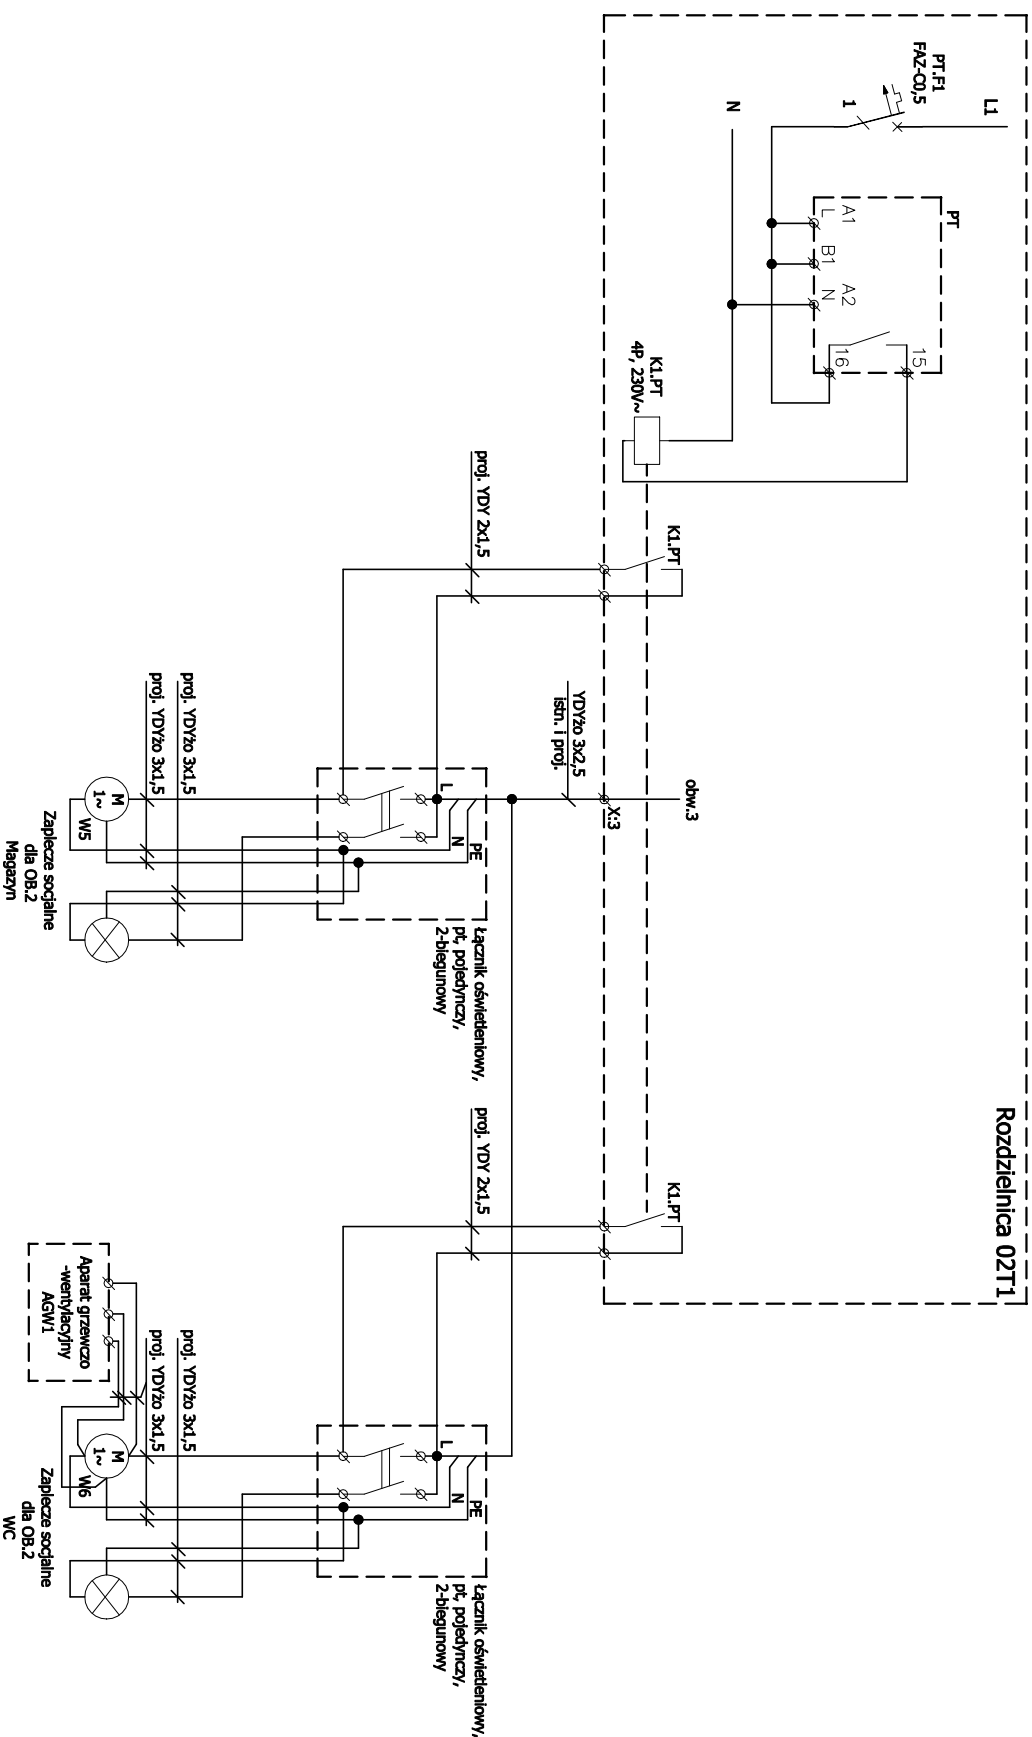 Rozdzielnica 02T1
L1
PT.F1
FAZ-C0,5
1
N
PT
A1
L
B1
A2
N
15
16
K1.PT
4P, 230V~
K1.PT
K1.PT
obw.3
X:3
YDYżo 3x2,5
istn. i proj.
proj. YDY 2x1,5
proj. YDY 2x1,5
L
N
PE
Łącznik oświetleniowy,
pt, pojedynczy,
2-biegunowy
proj. YDYżo 3x1,5
proj. YDYżo 3x1,5
M
1~
W5
Zaplecze socjalne
dla OB.2
Magazyn
L
N
PE
Łącznik oświetleniowy,
pt, pojedynczy,
2-biegunowy
proj. YDYżo 3x1,5
proj. YDYżo 3x1,5
Aparat grzewczo
-wentylacyjny
AGW1
M
1~
W6
Zaplecze socjalne
dla OB.2
WC